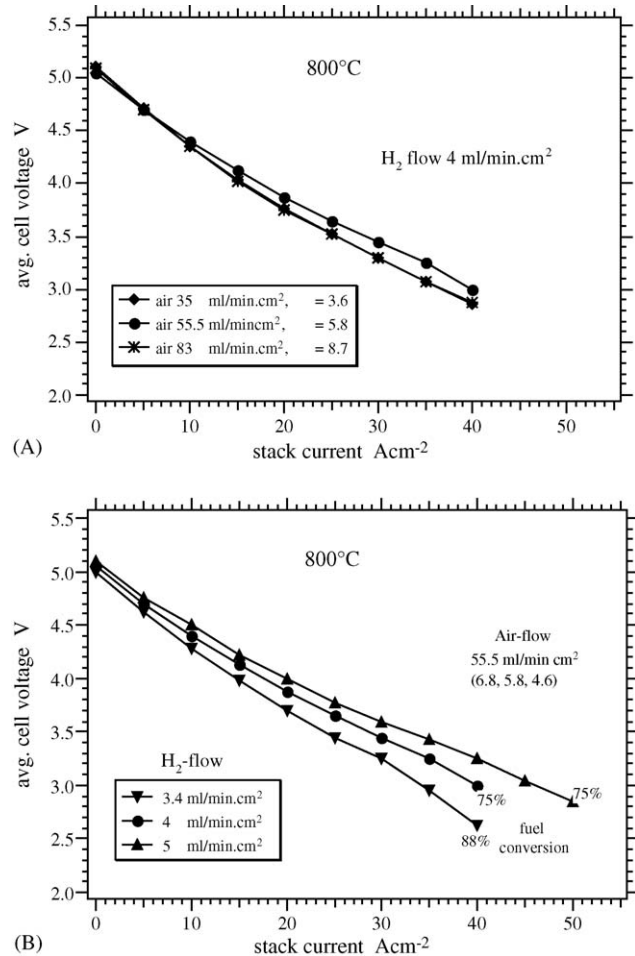 5.5
5.0
4.5
4.0
3.5
3.0
2.5
2.0
avg. cell voltage V
800°C
H2 flow 4 ml/min.cm2
air 35 ml/min.cm2, = 3.6
air 55.5 ml/mincm2, = 5.8
air 83 ml/min.cm2, = 8.7
0 10 20 30 40 50
(A) stack current Acm-2
5.5
5.0
4.5
4.0
3.5
3.0
2.5
2.0
avg. cell voltage V
800°C
Air-flow
55.5 ml/min cm2
(6.8, 5.8, 4.6)
H2-flow
3.4 ml/min.cm2
4 ml/min.cm2
5 ml/min.cm2
75%
75%
88%
fuel
conversion
0 10 20 30 40 50
(B) stack current Acm-2